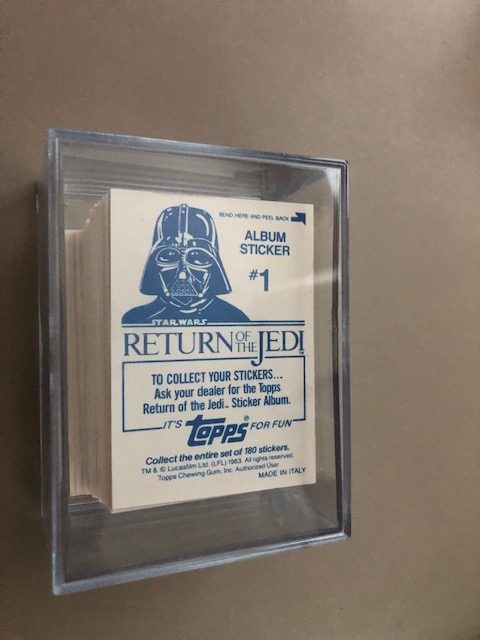 BEND HERE AND PEEL BACK
ALBUM
STICKER
#1
STAR WARS
RETURN OF THE JEDI™
TO COLLECT YOUR STICKERS...
Ask your dealer for the Topps
Return of the Jedi™ Sticker Album.
IT'S topps® FOR FUN
Collect the entire set of 180 stickers.
TM & © Lucasfilm Ltd. (LFL) 1983. All rights reserved.
Topps Chewing Gum, Inc. Authorized User
MADE IN ITALY